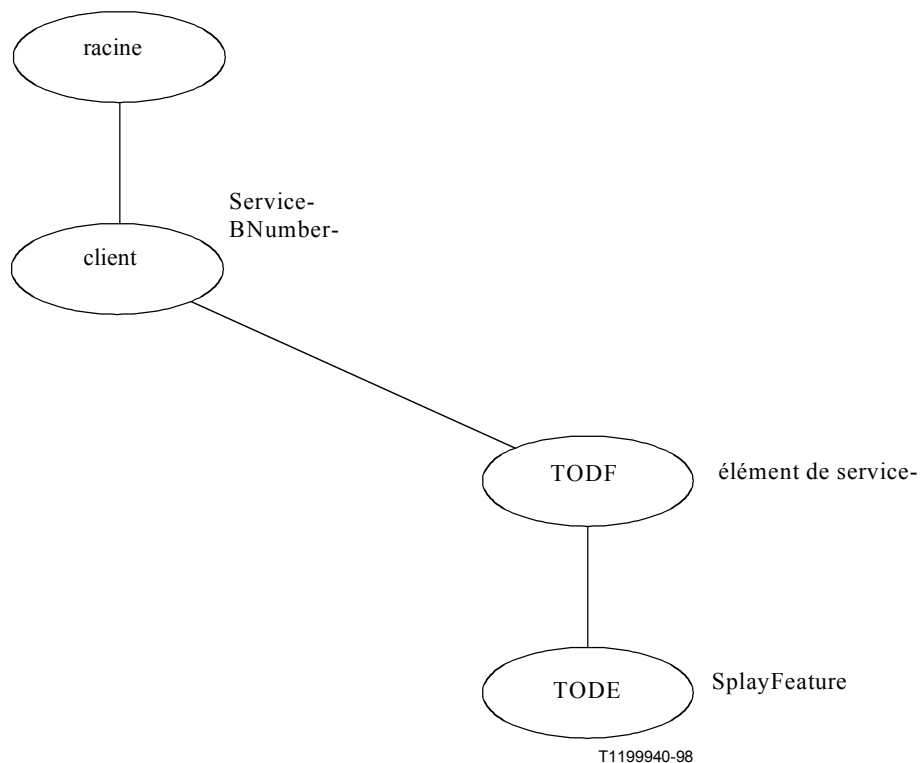 racine
Service-
BNumber-
client
TODF
élément de service-
TODE
SplayFeature
T1199940-98